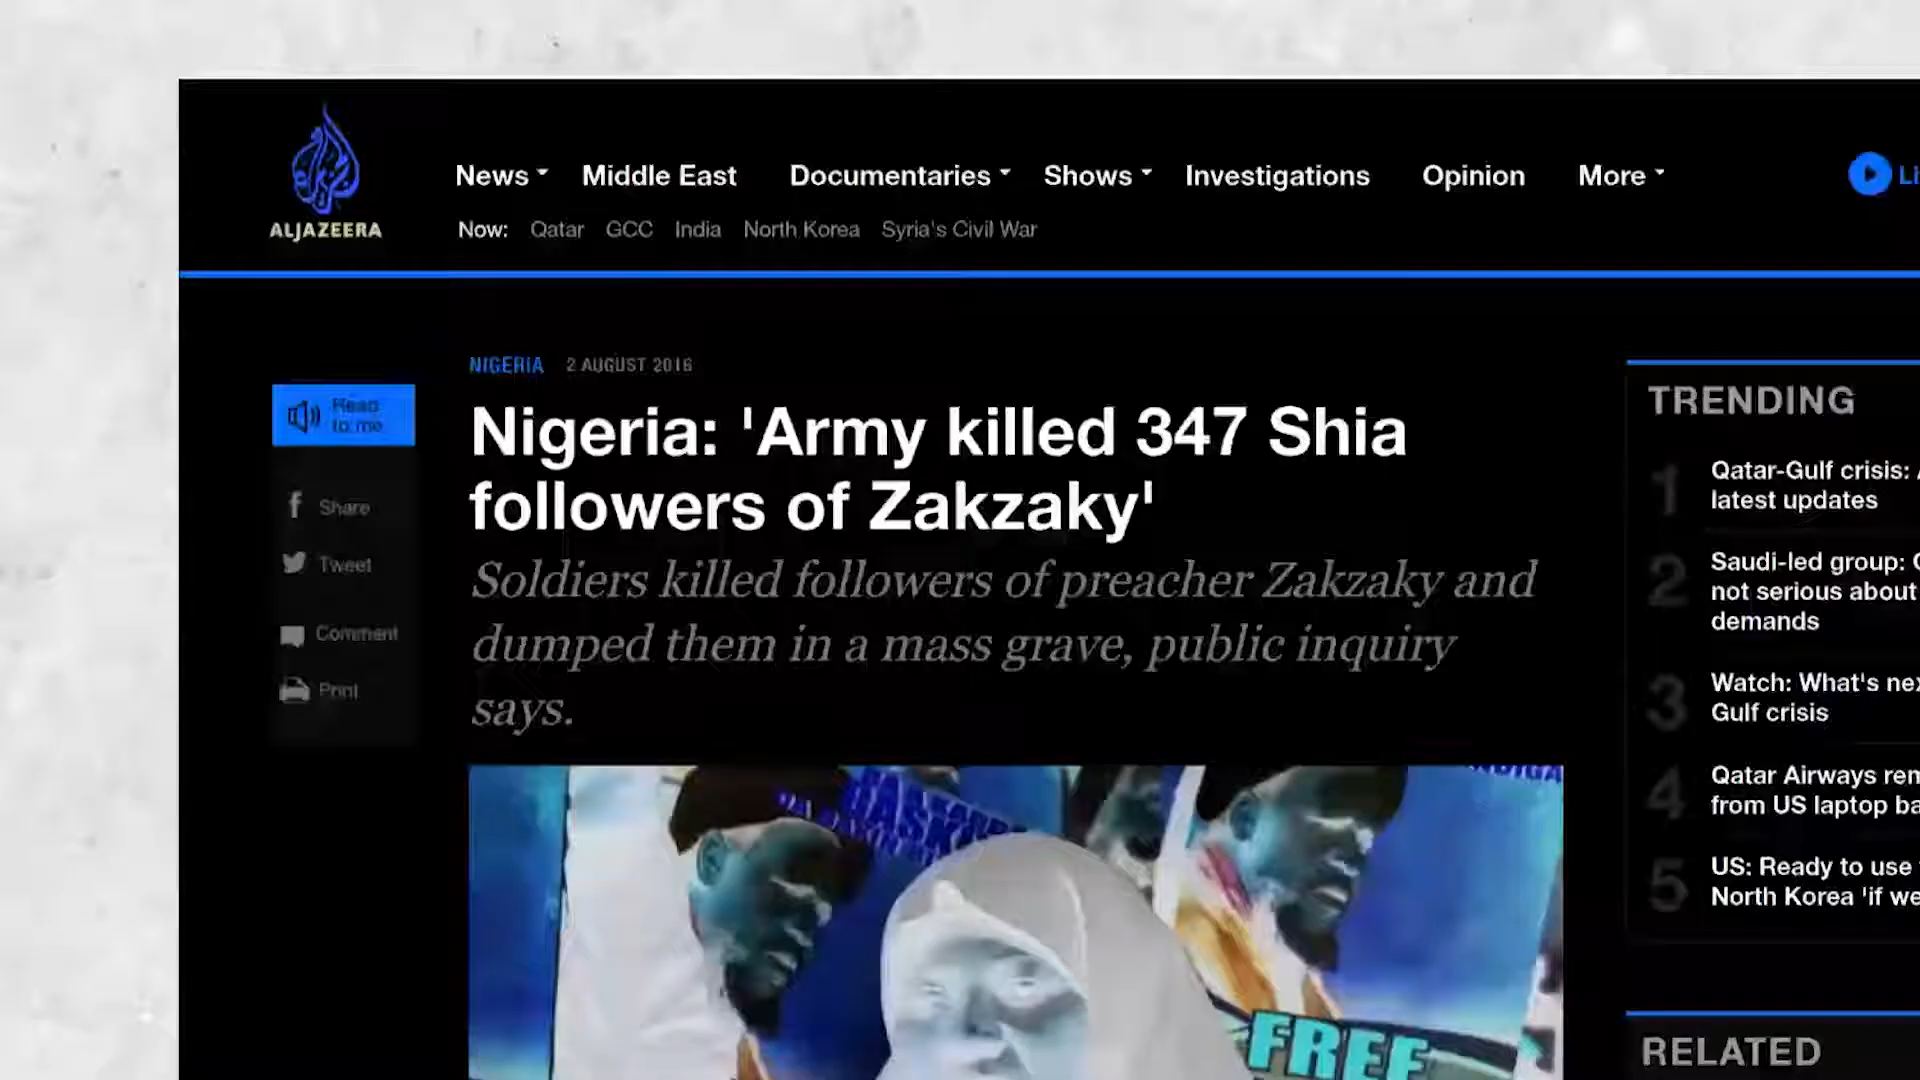 ALJAZEERA
News
Middle East
Documentaries
Shows
Investigations
Opinion
More
Now: Qatar GCC India North Korea Syria's Civil War
NIGERIA 2 AUGUST 2016
Read
to me
Share
Tweet
Comment
Print
Nigeria: 'Army killed 347 Shia
followers of Zakzaky'
Soldiers killed followers of preacher Zakzaky and
dumped them in a mass grave, public inquiry
says.
FREE
TRENDING
1 Qatar-Gulf crisis:
latest updates
2 Saudi-led group:
not serious about
demands
3 Watch: What's
Gulf crisis
4 Qatar Airways
from US laptop
5 US: Ready to use
North Korea 'if
RELATED